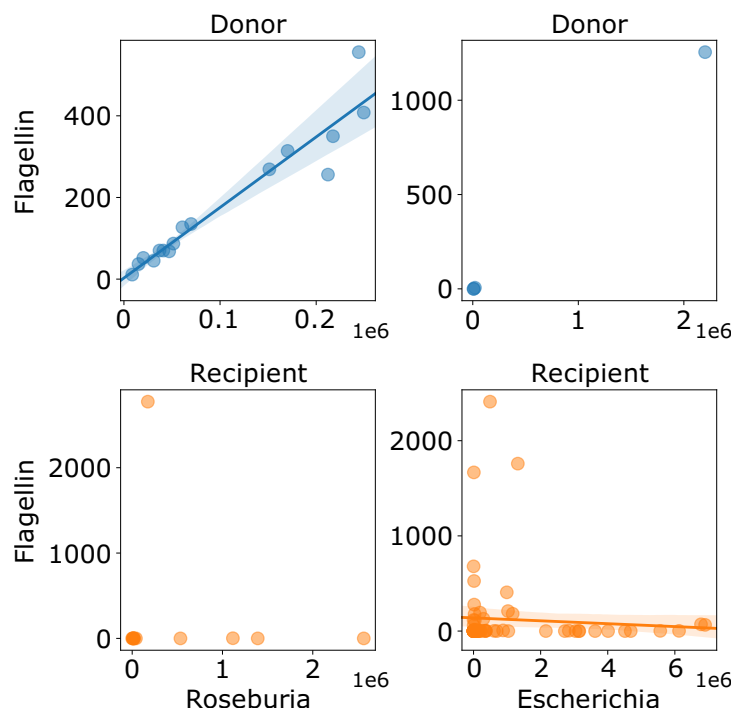 Donor
Donor
Flagellin
400
200
0
0
0.1
0.2
1e6
1000
500
0
0
1
2
1e6
Recipient
Recipient
Flagellin
2000
1000
0
0
1
2
1e6
Roseburia
2000
1000
0
0
2
4
6
1e6
Escherichia